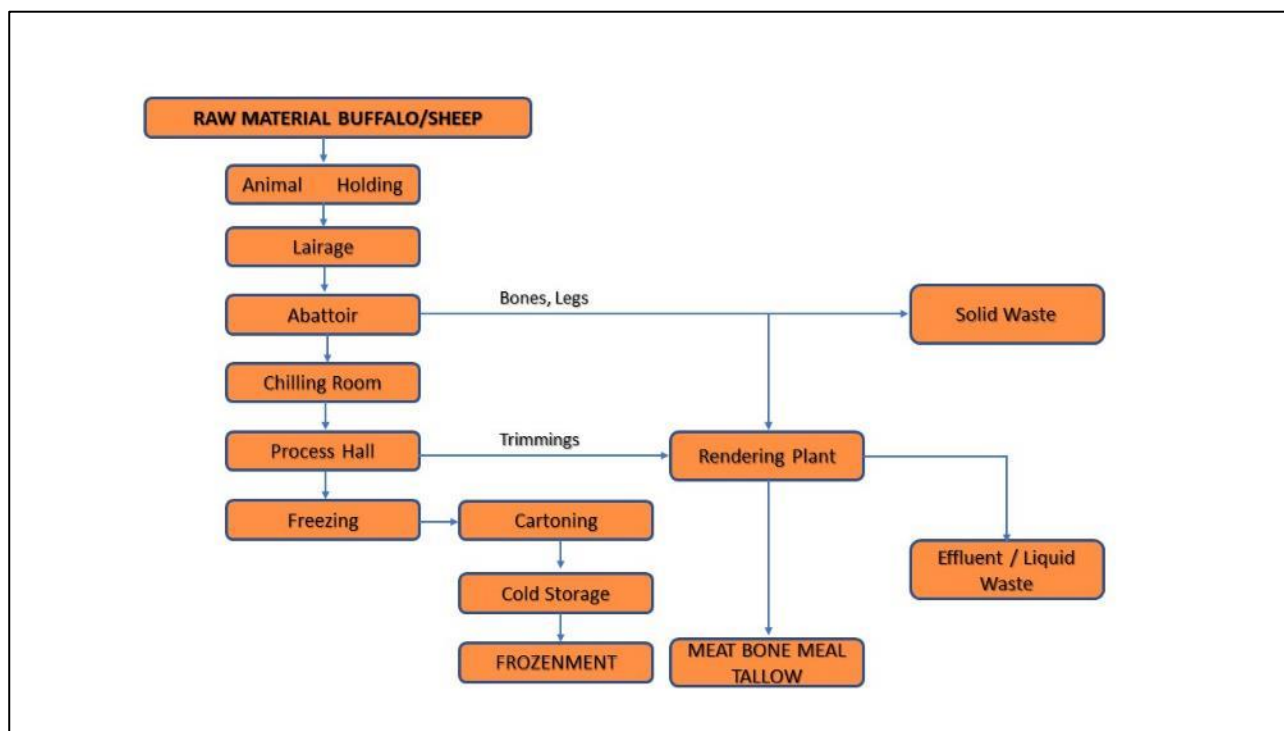 RAW MATERIAL BUFFALO/SHEEP
Animal Holding
Lairage
Abattoir
Bones, Legs
Solid Waste
Chilling Room
Process Hall
Trimmings
Rendering Plant
Freezing
Cartoning
Effluent / Liquid
Waste
Cold Storage
FROZENMENT
MEAT BONE MEAL
TALLOW